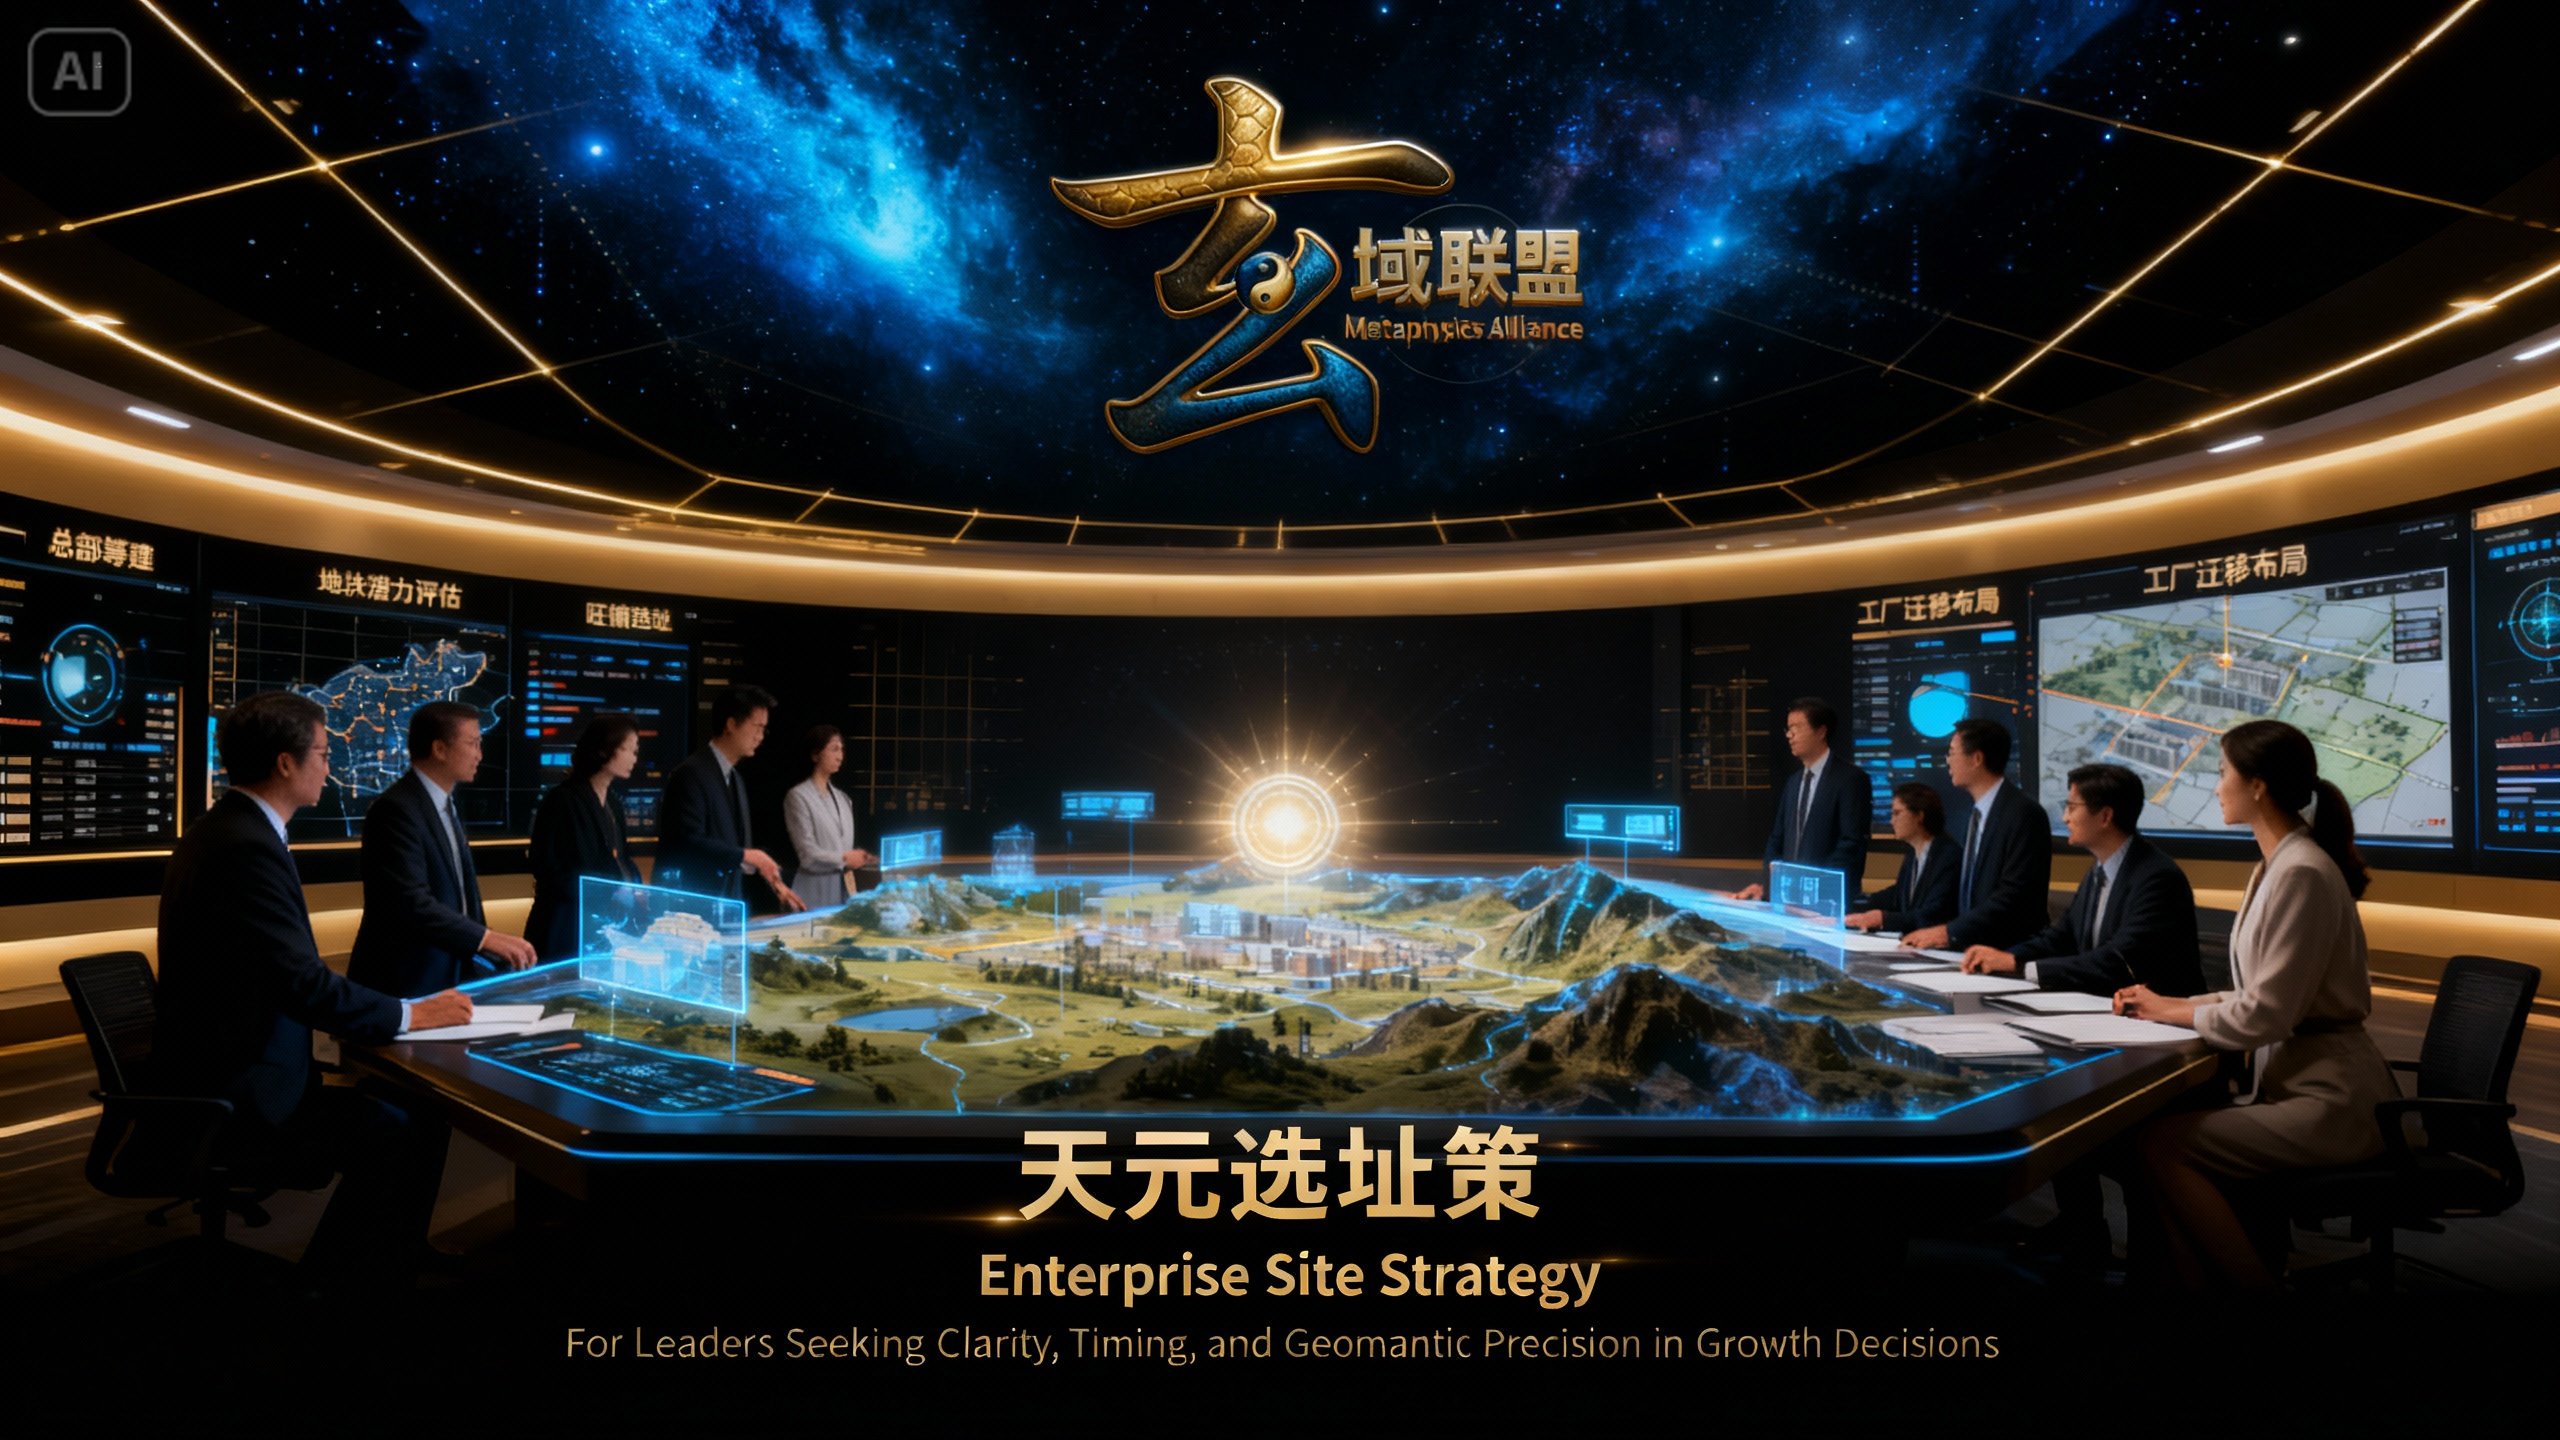 AI
玄域联盟
Metaphysics Alliance
总部筹建
地块潜力评估
工厂迁移布局
工厂迁移布局
天元选址策
Enterprise Site Strategy
For Leaders Seeking Clarity, Timing, and Geomantic Precision in Growth Decisions